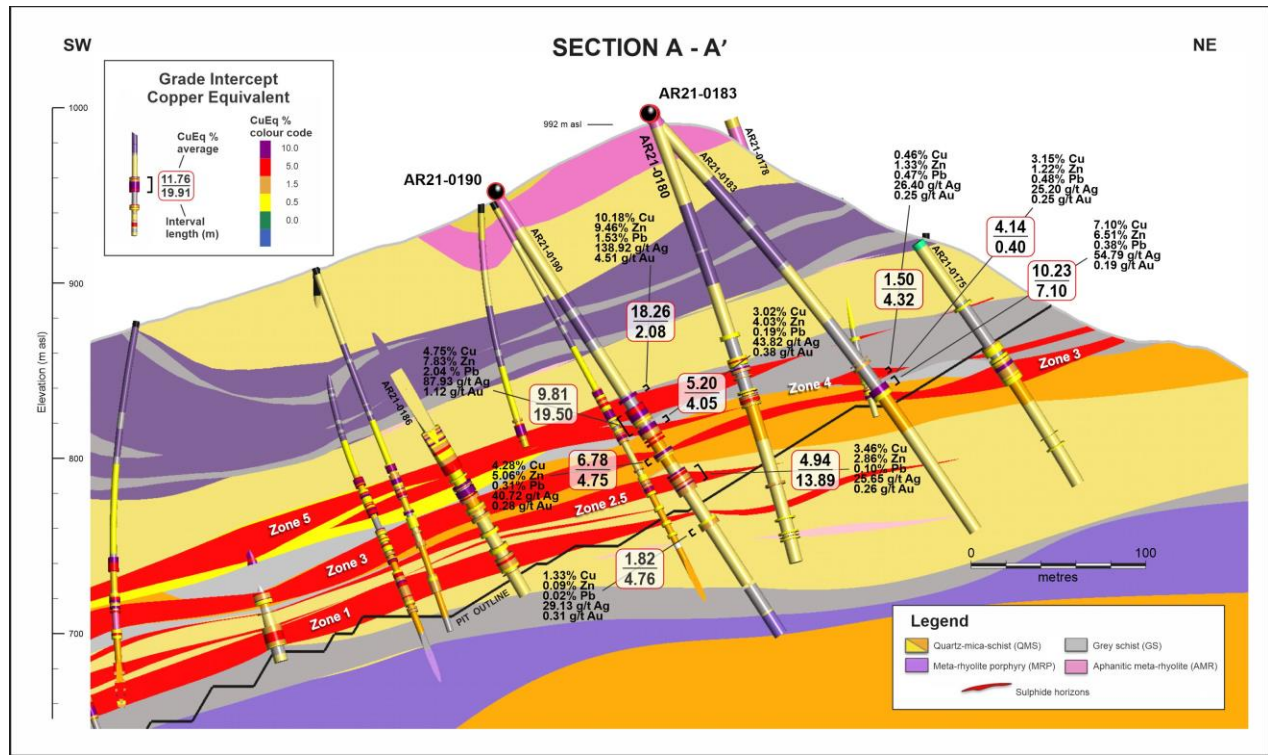 SW
SECTION A - A’
NE
Grade Intercept
Copper Equivalent
CuEq %
average
11.76
19.91
Interval
length (m)
CuEq %
colour code
10.0
5.0
1.5
0.5
0.0
Elevation (m asl)
1000
900
800
700
992 m asl
AR21-0183
AR21-0190
AR21-0178
AR21-0180
AR21-0183
AR21-0190
AR21-0175
AR21-0186
10.18% Cu
9.46% Zn
1.53% Pb
138.92 g/t Ag
4.51 g/t Au
18.26
2.08
0.46% Cu
1.33% Zn
0.47% Pb
26.40 g/t Ag
0.25 g/t Au
1.50
4.32
3.15% Cu
1.22% Zn
0.48% Pb
25.20 g/t Ag
0.25 g/t Au
4.14
0.40
7.10% Cu
6.51% Zn
0.38% Pb
54.79 g/t Ag
0.19 g/t Au
10.23
7.10
4.75% Cu
7.83% Zn
2.04 % Pb
87.93 g/t Ag
1.12 g/t Au
9.81
19.50
3.02% Cu
4.03% Zn
0.19% Pb
43.82 g/t Ag
0.38 g/t Au
5.20
4.05
4.28% Cu
5.06% Zn
0.31% Pb
40.72 g/t Ag
0.28 g/t Au
6.78
4.75
4.94
13.89
3.46% Cu
2.86% Zn
0.10% Pb
25.65 g/t Ag
0.26 g/t Au
1.82
4.76
1.33% Cu
0.09% Zn
0.02% Pb
29.13 g/t Ag
0.31 g/t Au
Zone 3
Zone 4
Zone 5
Zone 2.5
Zone 3
Zone 1
PIT OUTLINE
0
100
metres
Legend
Quartz-mica-schist (QMS)
Grey schist (GS)
Meta-rhyolite porphyry (MRP)
Aphanitic meta-rhyolite (AMR)
Sulphide horizons